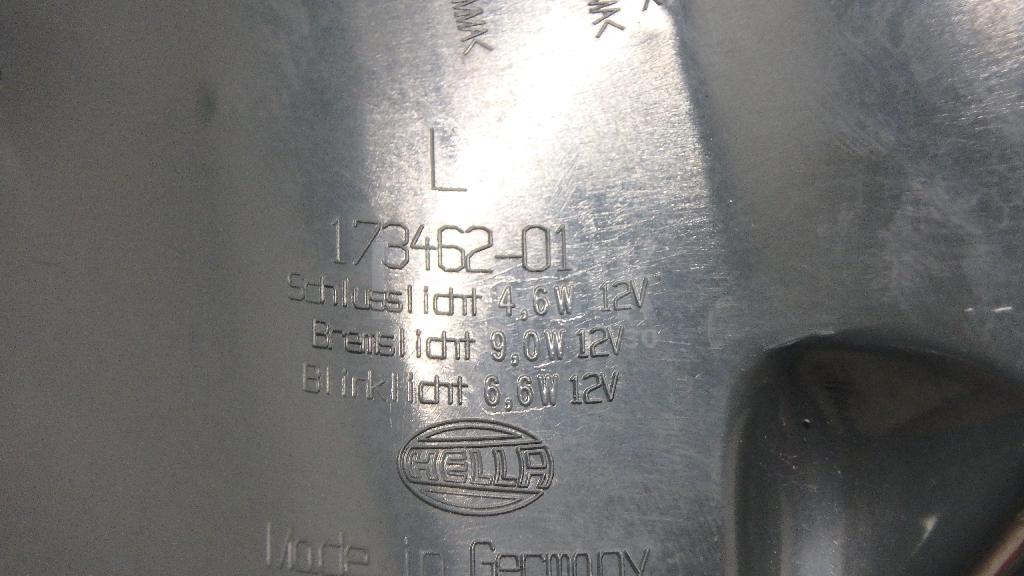 L
173462-01
Schlusslicht 4,6W 12V
Bremslicht 9,0W 12V
Blinklicht 6,6W 12V
HELLA
Made in Germany